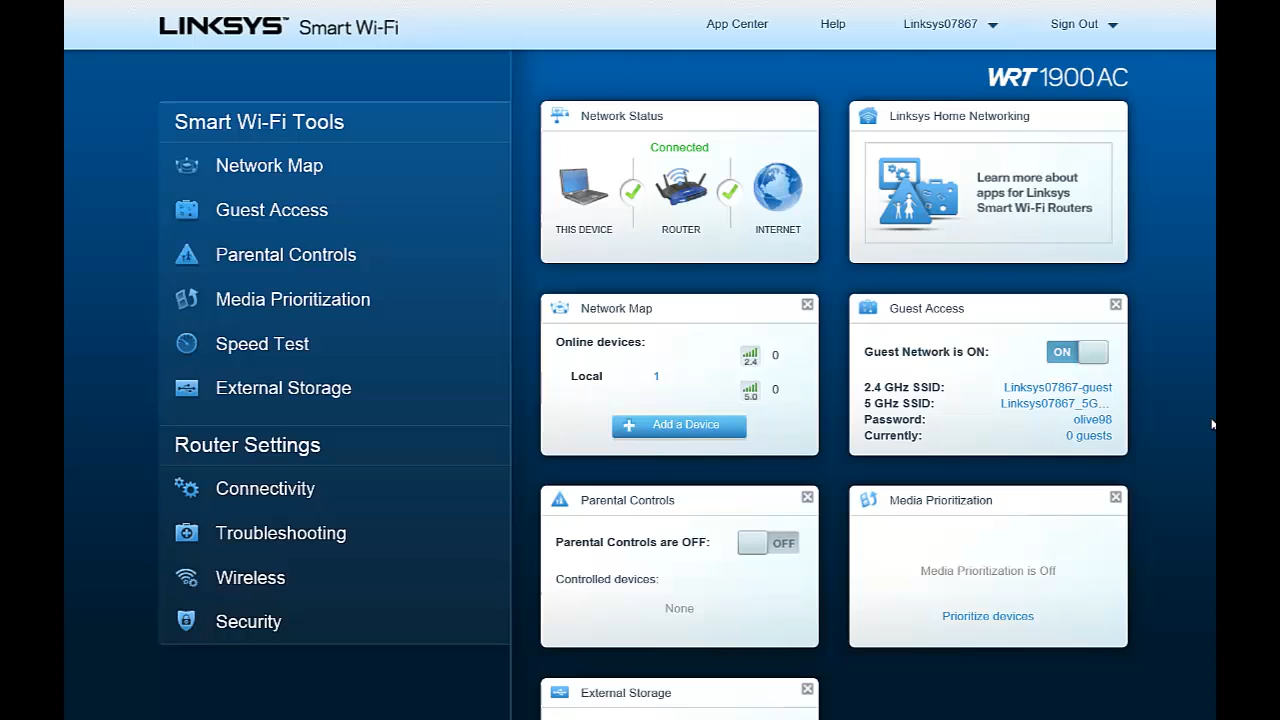 LINKSYS™ Smart Wi-Fi
App Center
Help
Linksys07867
Sign Out
WRT1900AC
Smart Wi-Fi Tools
Network Map
Guest Access
Parental Controls
Media Prioritization
Speed Test
External Storage
Router Settings
Connectivity
Troubleshooting
Wireless
Security
Network Status
Connected
THIS DEVICE
ROUTER
INTERNET
Linksys Home Networking
Learn more about
apps for Linksys
Smart Wi-Fi Routers
Network Map
Online devices:
Local 1
2.4 0
5.0 0
Add a Device
Guest Access
Guest Network is ON: ON
2.4 GHz SSID: Linksys07867-guest
5 GHz SSID: Linksys07867_5G...
Password: olive98
Currently: 0 guests
Parental Controls
Parental Controls are OFF: OFF
Controlled devices:
None
Media Prioritization
Media Prioritization is Off
Prioritize devices
External Storage